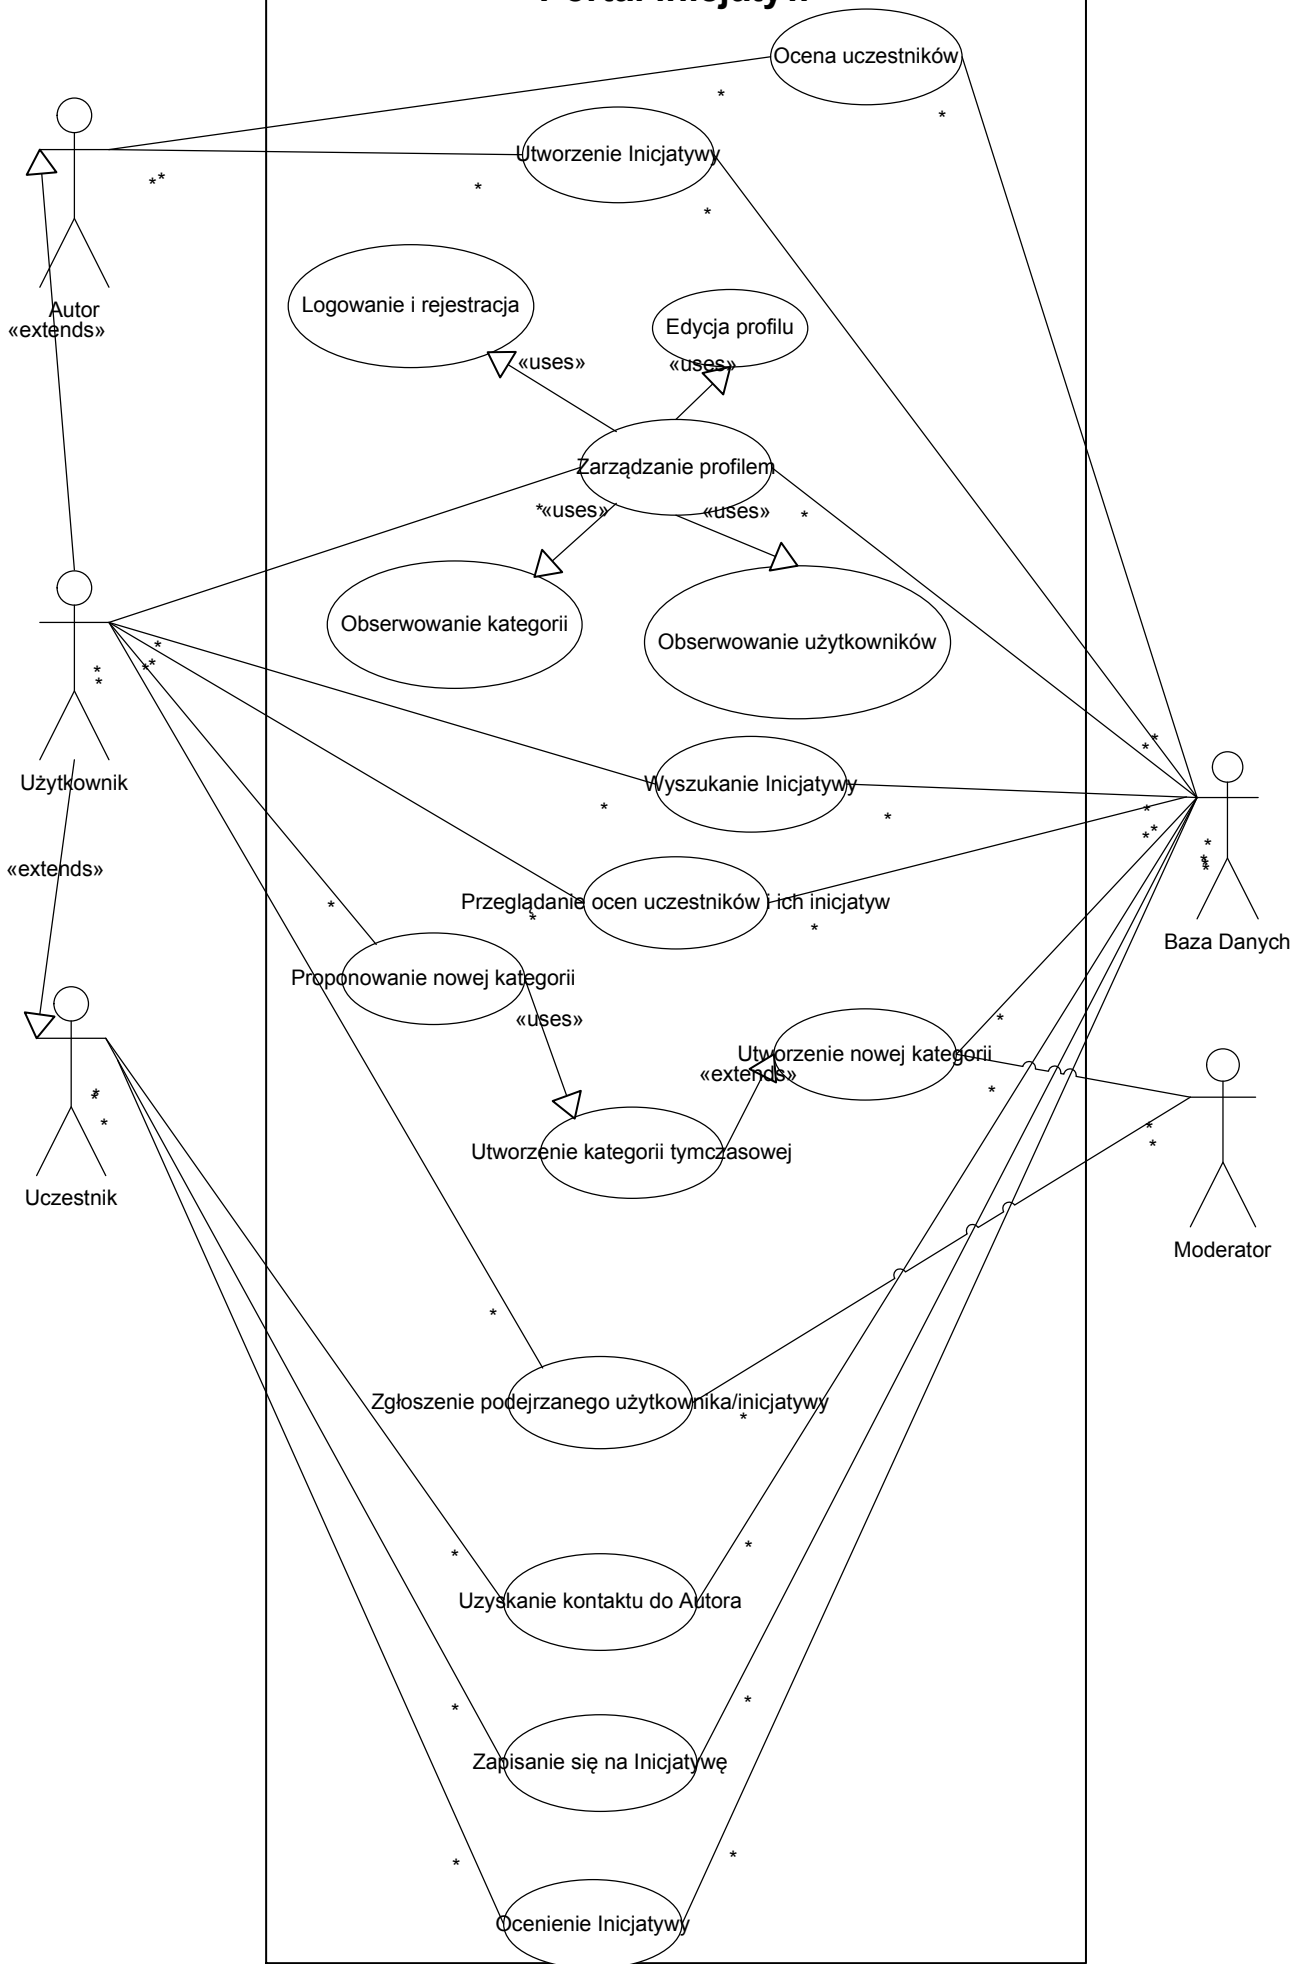 Ocena uczestników
Utworzenie Inicjatywy
Autor
«extends»
Logowanie i rejestracja
Edycja profilu
«uses»
«uses»
Zarządzanie profilem
«uses»
«uses»
Obserwowanie kategorii
Obserwowanie użytkowników
Użytkownik
Wyszukanie Inicjatywy
«extends»
Przeglądanie ocen uczestników i ich inicjatyw
Baza Danych
Proponowanie nowej kategorii
«uses»
Utworzenie nowej kategorii
«extends»
Utworzenie kategorii tymczasowej
Uczestnik
Moderator
Zgłoszenie podejrzanego użytkownika/inicjatywy
Uzyskanie kontaktu do Autora
Zapisanie się na Inicjatywę
Ocenienie Inicjatywy